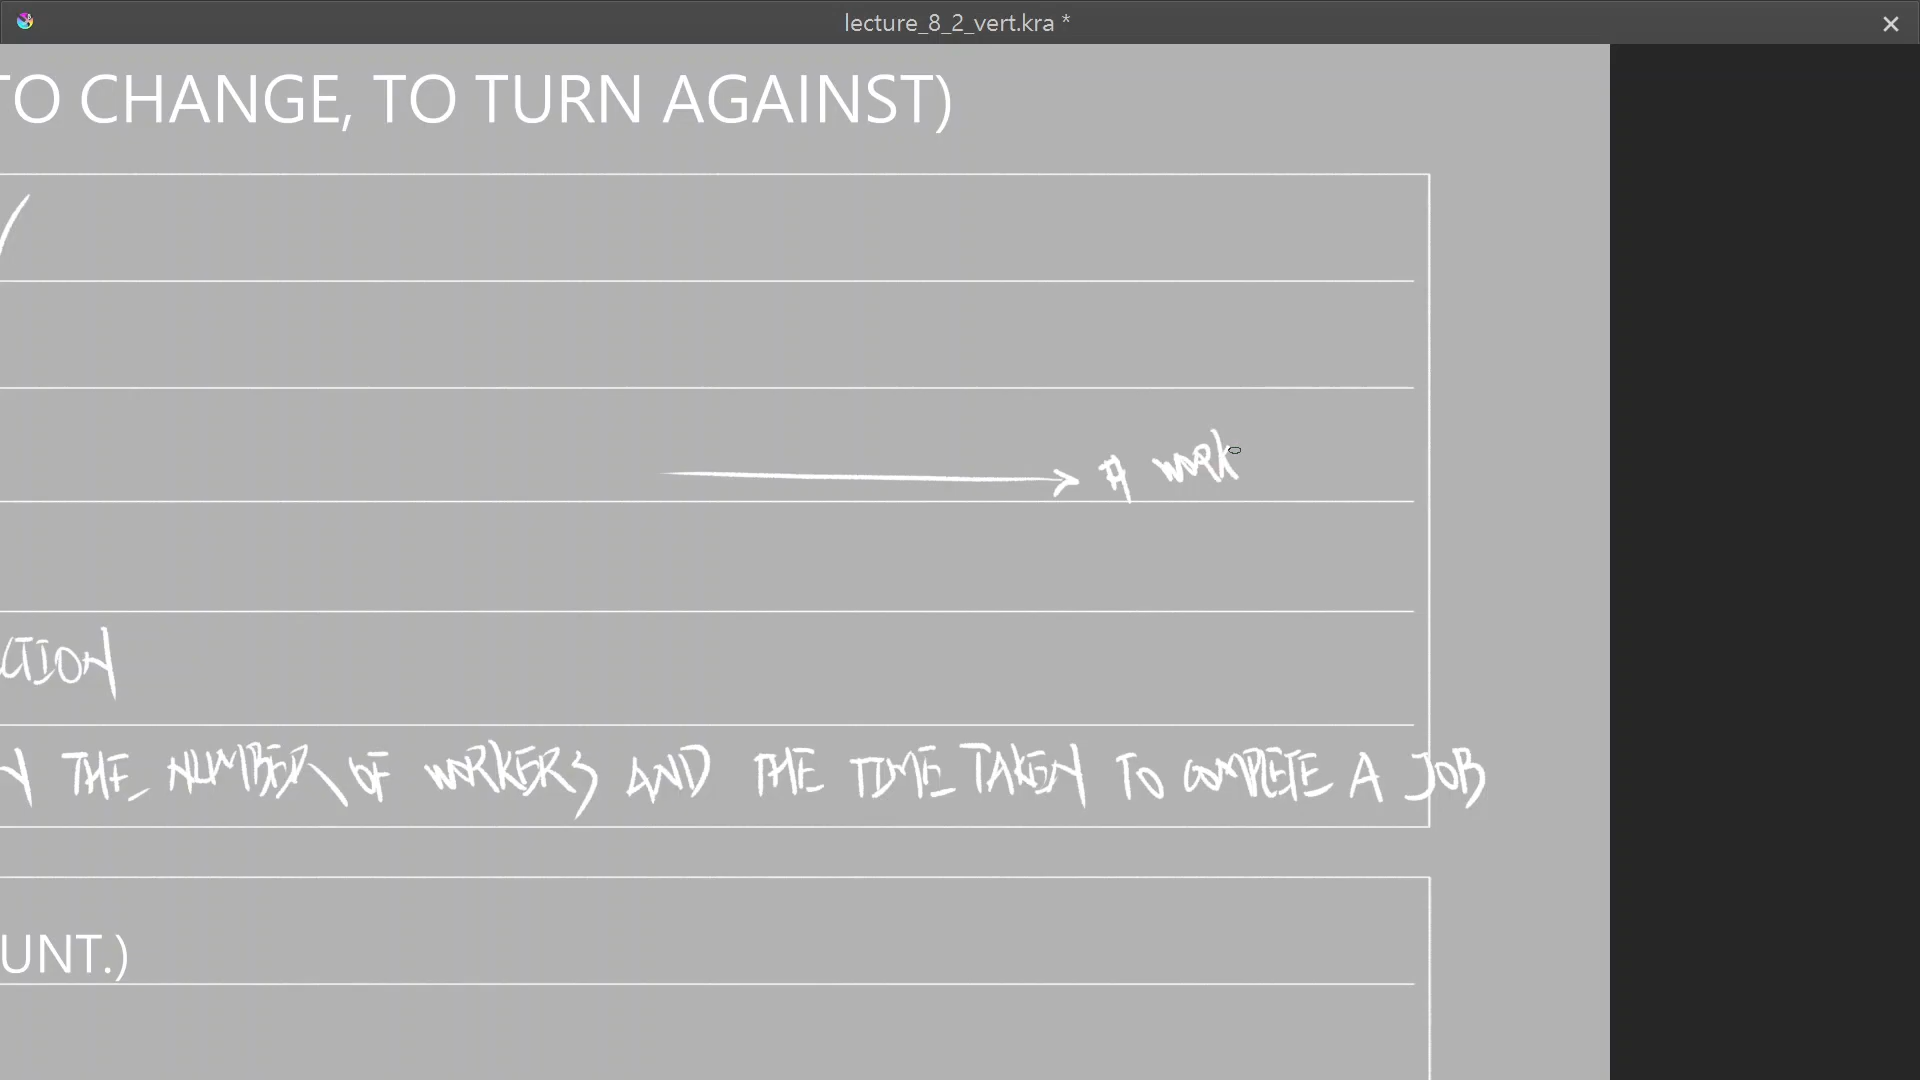 lecture_8_2_vert.kra *
TO CHANGE, TO TURN AGAINST)
# work
CTION
THE NUMBER OF WORKERS AND THE TIME TAKEN TO COMPLETE A JOB
UNT.)